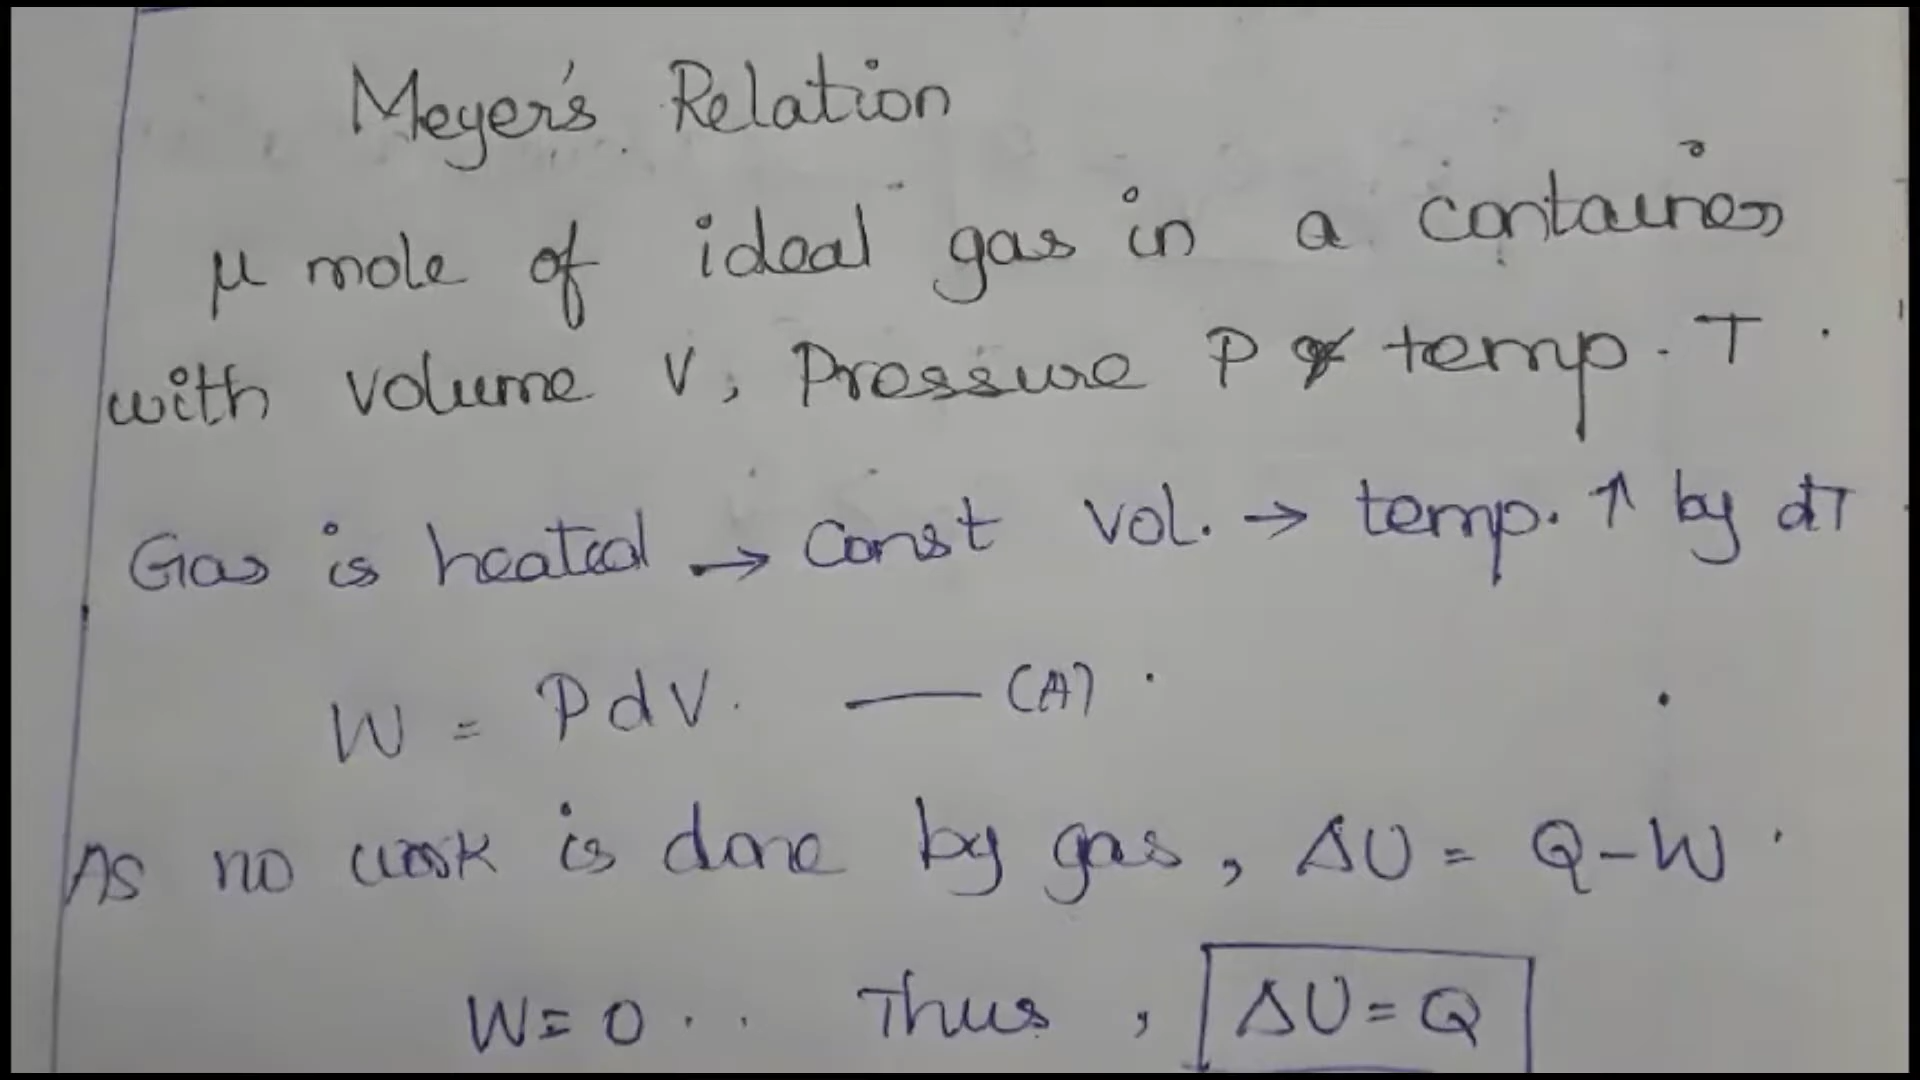 Meyer's Relation
μ mole of ideal gas in a container
with volume V, Pressure P & temp. T.
Gas is heated → Const vol. → temp. ↑ by dT
W = PdV. — (A)
As no work is done by gas, ΔU = Q-W.
W=0.. Thus, ΔU=Q